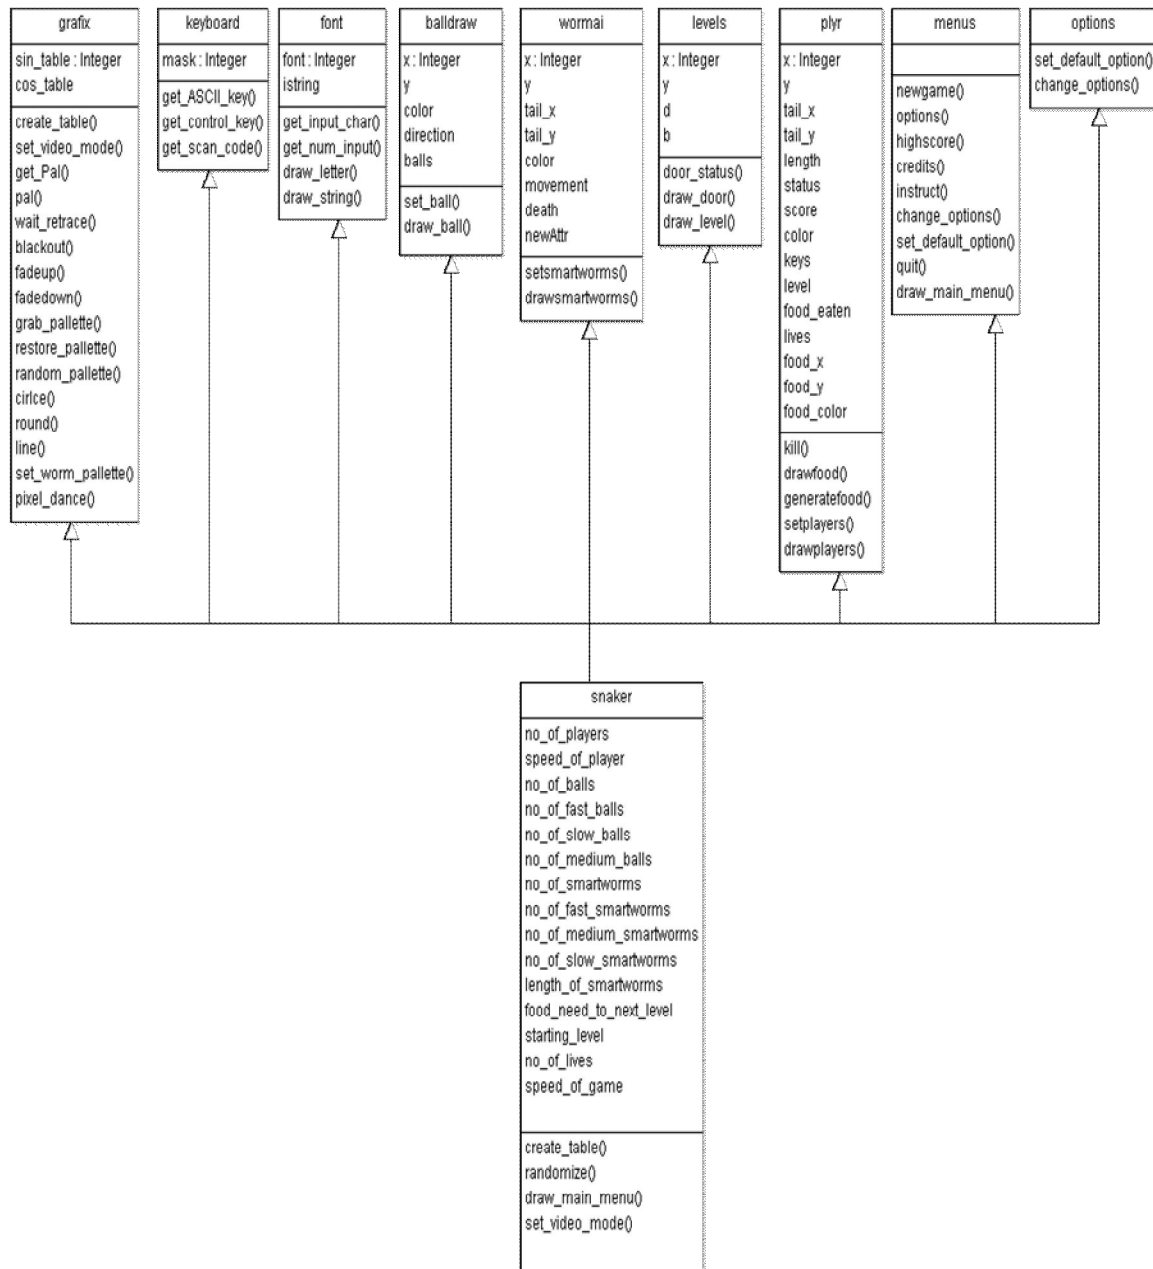 grafix
sin_table : Integer
cos_table
create_table()
set_video_mode()
get_Pal()
pal()
wait_retrace()
blackout()
fadeup()
fadedown()
grab_pallette()
restore_pallette()
random_pallette()
cirlce()
round()
line()
set_worm_pallette()
pixel_dance()
keyboard
mask : Integer
get_ASCII_key()
get_control_key()
get_scan_code()
font
font : Integer
istring
get_input_char()
get_num_input()
draw_letter()
draw_string()
balldraw
x : Integer
y
color
direction
balls
set_ball()
draw_ball()
wormai
x : Integer
y
tail_x
tail_y
color
movement
death
newAttr
setsmartworms()
drawsmartworms()
levels
x : Integer
y
d
b
door_status()
draw_door()
draw_level()
plyr
x : Integer
y
tail_x
tail_y
length
status
score
color
keys
level
food_eaten
lives
food_x
food_y
food_color
kill()
drawfood()
generatefood()
setplayers()
drawplayers()
menus
newgame()
options()
highscore()
credits()
instruct()
change_options()
set_default_option()
quit()
draw_main_menu()
options
set_default_option()
change_options()
snaker
no_of_players
speed_of_player
no_of_balls
no_of_fast_balls
no_of_slow_balls
no_of_medium_balls
no_of_smartworms
no_of_fast_smartworms
no_of_medium_smartworms
no_of_slow_smartworms
length_of_smartworms
food_need_to_next_level
starting_level
no_of_lives
speed_of_game
create_table()
randomize()
draw_main_menu()
set_video_mode()